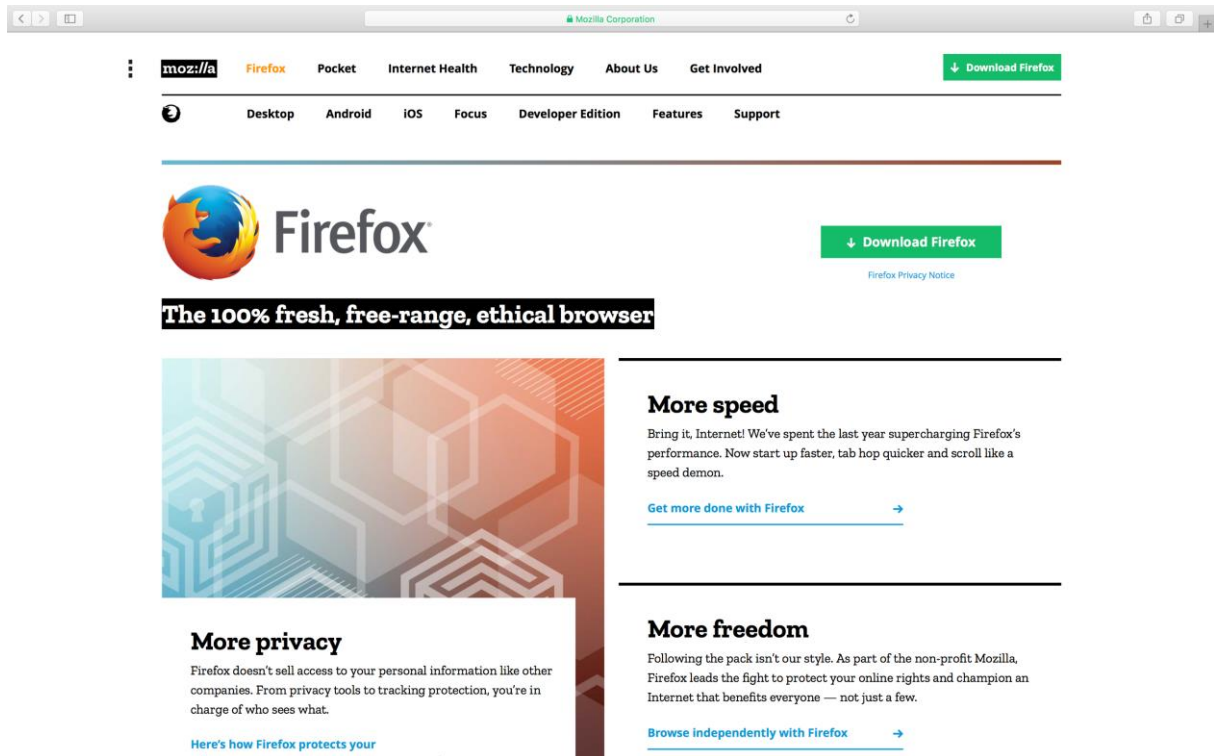 Mozilla Corporation
moz://a Firefox Pocket Internet Health Technology About Us Get Involved Download Firefox
Desktop Android iOS Focus Developer Edition Features Support
Firefox
Download Firefox
Firefox Privacy Notice
The 100% fresh, free-range, ethical browser
More speed
Bring it, Internet! We've spent the last year supercharging Firefox's
performance. Now start up faster, tab hop quicker and scroll like a
speed demon.
Get more done with Firefox
More privacy
Firefox doesn't sell access to your personal information like other
companies. From privacy tools to tracking protection, you're in
charge of who sees what.
Here's how Firefox protects your
More freedom
Following the pack isn't our style. As part of the non-profit Mozilla,
Firefox leads the fight to protect your online rights and champion an
Internet that benefits everyone — not just a few.
Browse independently with Firefox